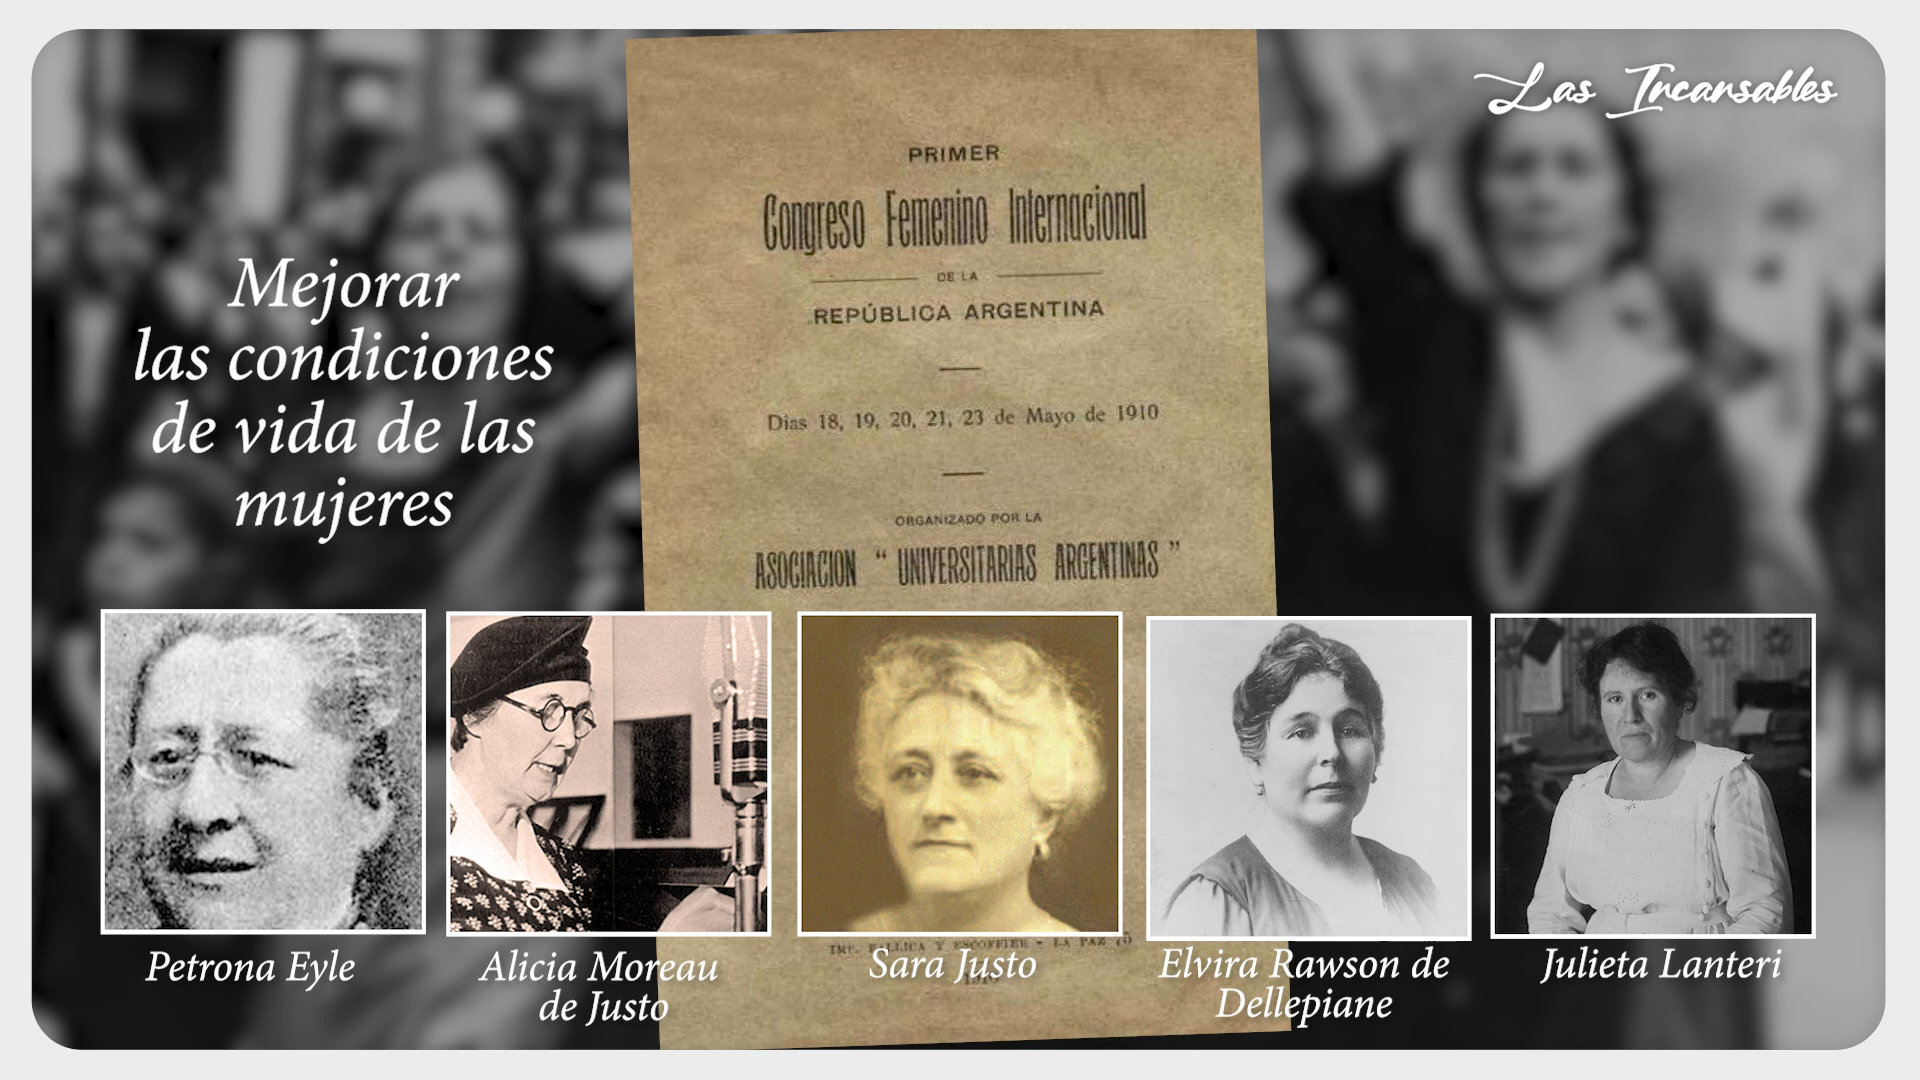 Las Incansables
Mejorar
las condiciones
de vida de las
mujeres
PRIMER
Congreso Femenino Internacional
DE LA
REPÚBLICA ARGENTINA
Dias 18, 19, 20, 21, 23 de Mayo de 1910
ORGANIZADO POR LA
ASOCIACION “ UNIVERSITARIAS ARGENTINAS ”
Petrona Eyle
Alicia Moreau
de Justo
Sara Justo
Elvira Rawson de
Dellepiane
Julieta Lanteri